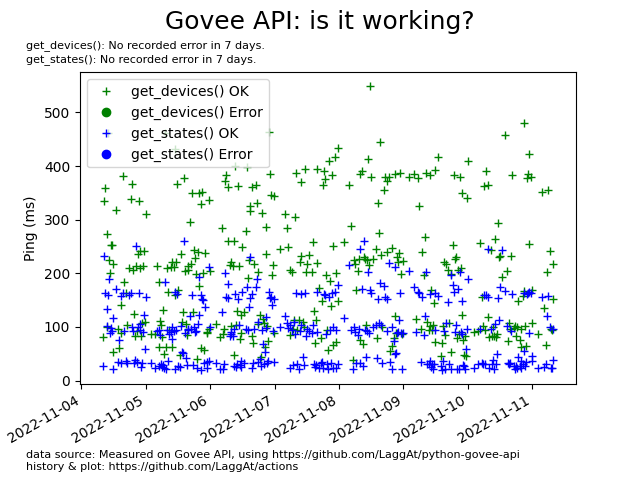 Govee API: is it working?
get_devices(): No recorded error in 7 days.
get_states(): No recorded error in 7 days.
get_devices() OK
get_devices() Error
get_states() OK
get_states() Error
Ping (ms)
500
400
300
200
100
0
2022-11-04
2022-11-05
2022-11-06
2022-11-07
2022-11-08
2022-11-09
2022-11-10
2022-11-11
data source: Measured on Govee API, using https://github.com/LaggAt/python-govee-api
history & plot: https://github.com/LaggAt/actions